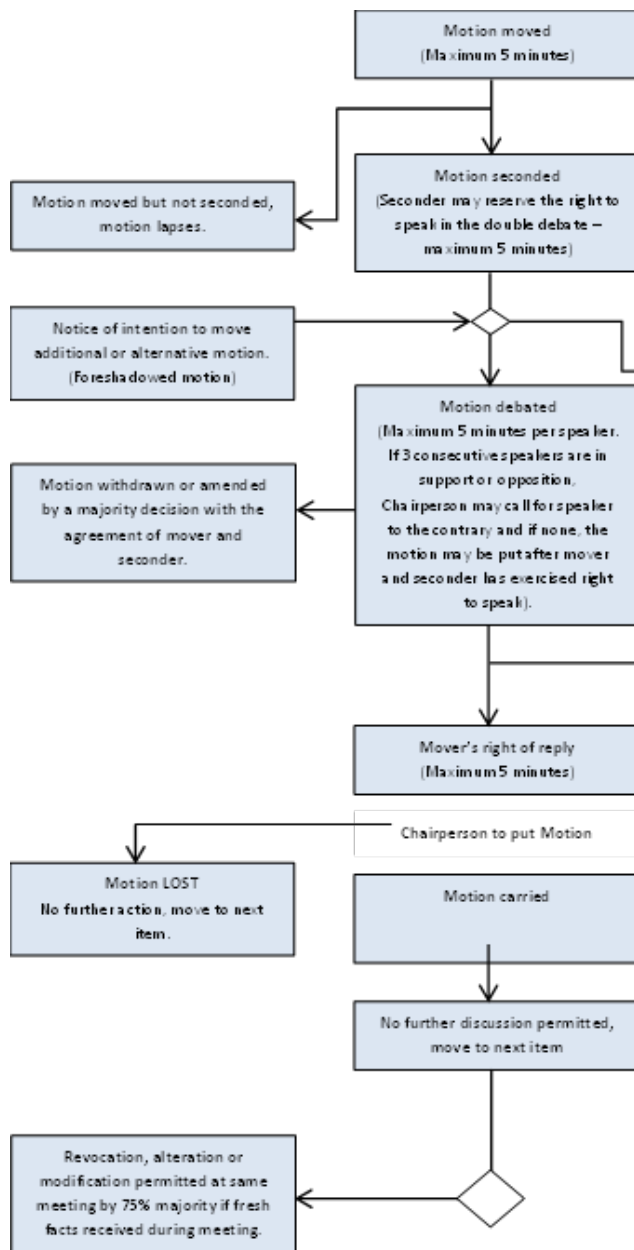 Motion moved
(Maximum 5 minutes)
Motion seconded
(Seconder may reserve the right to
speak in the double debate –
maximum 5 minutes)
Motion moved but not seconded,
motion lapses.
Notice of intention to move
additional or alternative motion.
(Foreshadowed motion)
Motion debated
(Maximum 5 minutes per speaker.
If 3 consecutive speakers are in
support or opposition,
Chairperson may call for speaker
to the contrary and if none, the
motion may be put after mover
and seconder has exercised right
to speak).
Motion withdrawn or amended
by a majority decision with the
agreement of mover and
seconder.
Mover's right of reply
(Maximum 5 minutes)
Chairperson to put Motion
Motion LOST
No further action, move to next
item.
Motion carried
No further discussion permitted,
move to next item
Revocation, alteration or
modification permitted at same
meeting by 75% majority if fresh
facts received during meeting.